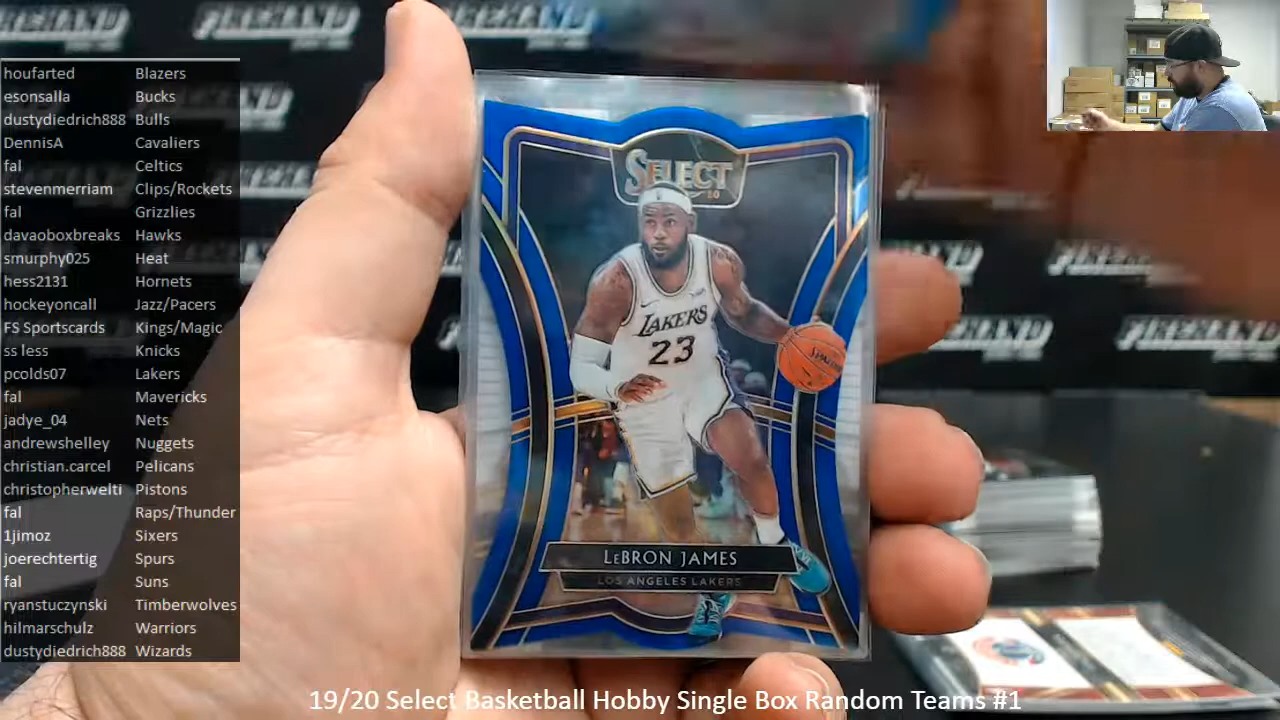 houfarted Blazers
esonsalla Bucks
dustydiedrich888 Bulls
DennisA Cavaliers
fal Celtics
stevenmerriam Clips/Rockets
fal Grizzlies
davaoboxbreaks Hawks
smurphy025 Heat
hess2131 Hornets
hockeyoncall Jazz/Pacers
FS Sportscards Kings/Magic
ss less Knicks
pcolds07 Lakers
fal Mavericks
jadye_04 Nets
andrewshelley Nuggets
christian.carcel Pelicans
christopherwelti Pistons
fal Raps/Thunder
1jimoz Sixers
joerechtertig Spurs
fal Suns
ryanstuczynski Timberwolves
hilmarschulz Warriors
dustydiedrich888 Wizards
SELECT
LAKERS
23
SPALDING
LEBRON JAMES
LOS ANGELES LAKERS
FIREHAND
FIREHAND
19/20 Select Basketball Hobby Single Box Random Teams #1